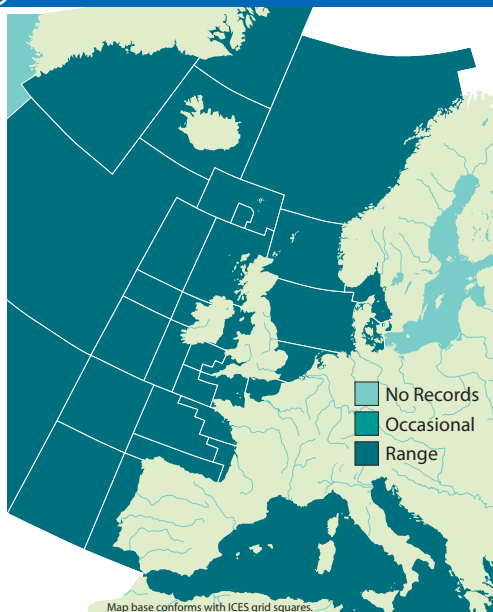 No Records
Occasional
Range
Map base conforms with ICES grid squares.